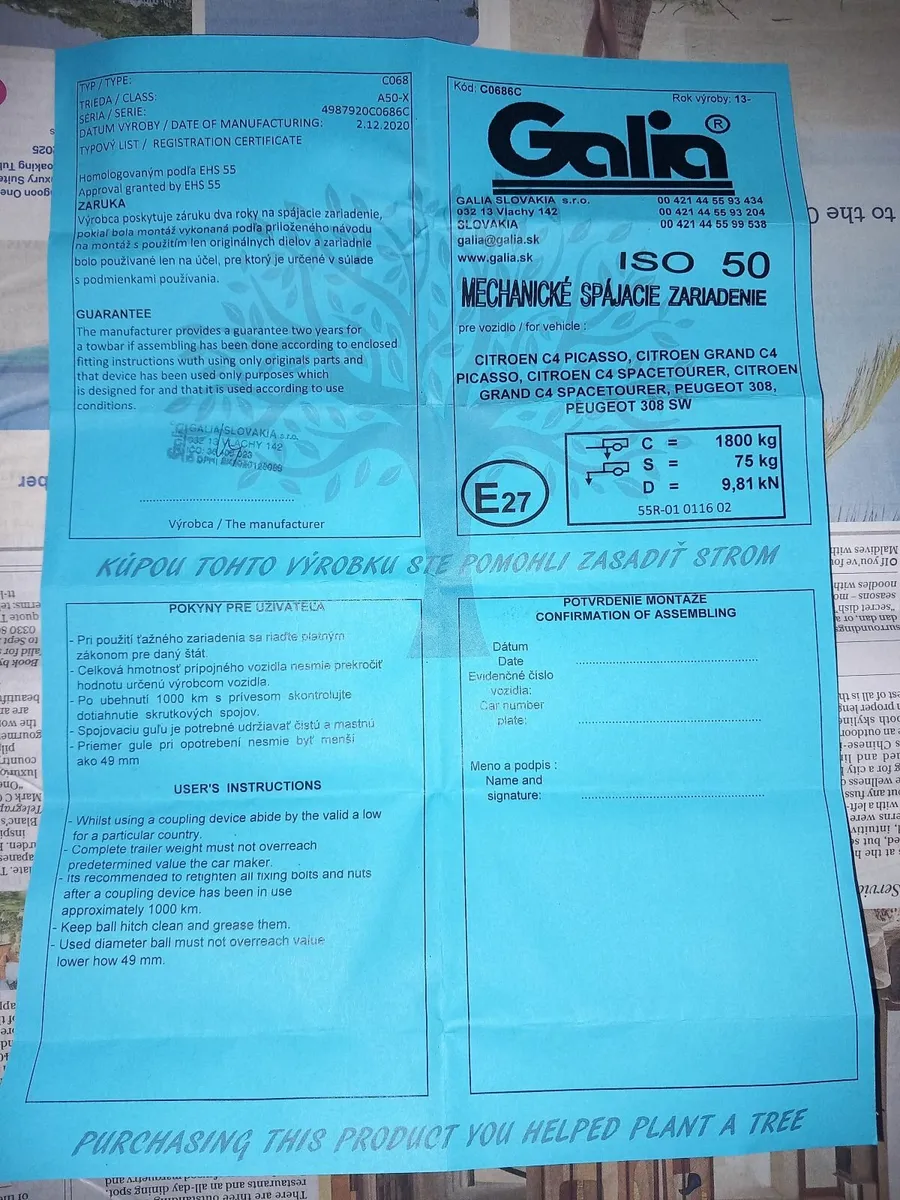 TYP / TYPE: C068
TRIEDA / CLASS: A50-X
SÉRIA / SERIE: 4987920C0686C
DÁTUM VÝROBY / DATE OF MANUFACTURING: 2.12.2020
TYPOVÝ LIST / REGISTRATION CERTIFICATE
Homologovaným podľa EHS 55
Approval granted by EHS 55
ZÁRUKA
Výrobca poskytuje záruku dva roky na spájacie zariadenie,
pokiaľ bola montáž vykonaná podľa priloženého návodu
na montáž s použitím len originálnych dielov a zariadnie
bolo používané len na účel, pre ktorý je určené v súlade
s podmienkami používania.
GUARANTEE
The manufacturer provides a guarantee two years for
a towbar if assembling has been done according to enclosed
fitting instructions wuth using only originals parts and
that device has been used only purposes which
is designed for and that it is used according to use
conditions.
GALIA SLOVAKIA s.r.o.
032 13 VLACHY 142
Výrobca / The manufacturer
Kód: C0686C
Rok výroby: 13-
Galia®
GALIA SLOVAKIA s.r.o. 00 421 44 55 93 434
032 13 Vlachy 142 00 421 44 55 93 204
SLOVAKIA 00 421 44 55 99 538
galia@galia.sk
www.galia.sk
ISO 50
MECHANICKÉ SPÁJACIE ZARIADENIE
pre vozidlo / for vehicle :
CITROEN C4 PICASSO, CITROEN GRAND C4
PICASSO, CITROEN C4 SPACETOURER, CITROEN
GRAND C4 SPACETOURER, PEUGEOT 308,
PEUGEOT 308 SW
E27
C = 1800 kg
S = 75 kg
D = 9,81 kN
55R-01 0116 02
KÚPOU TOHTO VÝROBKU STE POMOHLI ZASADIŤ STROM
POKYNY PRE UŽÍVATEĽA
- Pri použití ťažného zariadenia sa riaďte platným
zákonom pre daný štát.
- Celková hmotnosť prípojného vozidla nesmie prekročiť
hodnotu určenú výrobcom vozidla.
- Po ubehnutí 1000 km s prívesom skontrolujte
dotiahnutie skrutkových spojov.
- Spojovaciu guľu je potrebné udržiavať čistú a mastnú
- Priemer gule pri opotrebení nesmie byť menší
ako 49 mm
USER'S INSTRUCTIONS
- Whilst using a coupling device abide by the valid a low
for a particular country.
- Complete trailer weight must not overreach
predetermined value the car maker.
- Its recommended to retighten all fixing bolts and nuts
after a coupling device has been in use
approximately 1000 km.
- Keep ball hitch clean and grease them.
- Used diameter ball must not overreach value
lower how 49 mm.
POTVRDENIE MONTÁŽE
CONFIRMATION OF ASSEMBLING
Dátum
Date
Evidenčné číslo
vozidla:
Car number
plate:
Meno a podpis :
Name and
signature:
PURCHASING THIS PRODUCT YOU HELPED PLANT A TREE